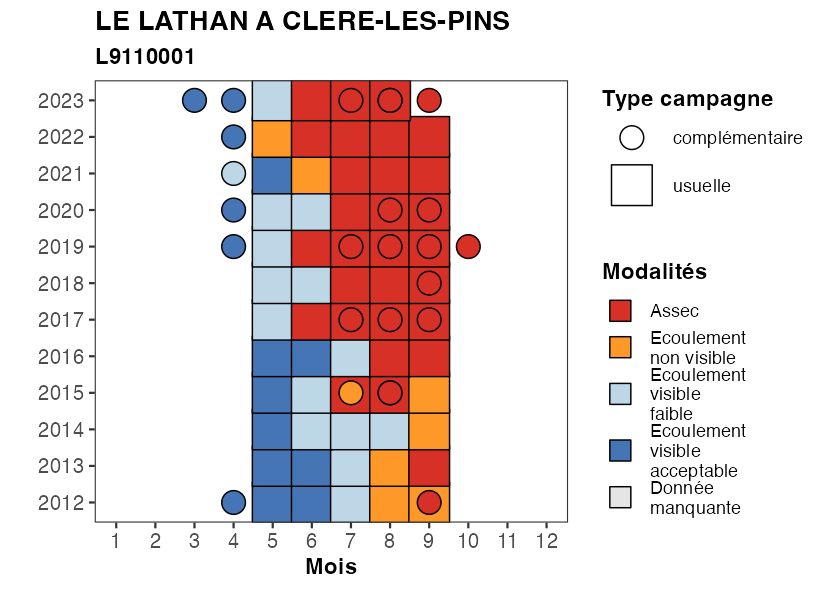 LE LATHAN A CLERE-LES-PINS
L9110001
2023
2022
2021
2020
2019
2018
2017
2016
2015
2014
2013
2012
1 2 3 4 5 6 7 8 9 10 11 12
Mois
Type campagne
complémentaire
usuelle
Modalités
Assec
Ecoulement
non visible
Ecoulement
visible
faible
Ecoulement
visible
acceptable
Donnée
manquante